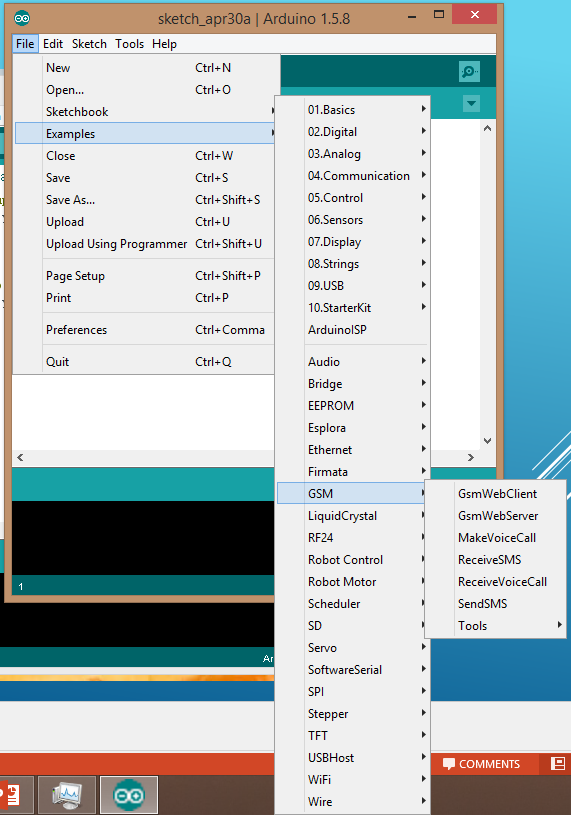 sketch_apr30a | Arduino 1.5.8
File Edit Sketch Tools Help
New Ctrl+N
Open... Ctrl+O
Sketchbook
Examples
Close Ctrl+W
Save Ctrl+S
Save As... Ctrl+Shift+S
Upload Ctrl+U
Upload Using Programmer Ctrl+Shift+U
Page Setup Ctrl+Shift+P
Print Ctrl+P
Preferences Ctrl+Comma
Quit Ctrl+Q
01.Basics
02.Digital
03.Analog
04.Communication
05.Control
06.Sensors
07.Display
08.Strings
09.USB
10.StarterKit
ArduinoISP
Audio
Bridge
EEPROM
Esplora
Ethernet
Firmata
GSM
LiquidCrystal
RF24
Robot Control
Robot Motor
Scheduler
SD
Servo
SoftwareSerial
SPI
Stepper
TFT
USBHost
WiFi
Wire
GsmWebClient
GsmWebServer
MakeVoiceCall
ReceiveSMS
ReceiveVoiceCall
SendSMS
Tools
1
Ar
COMMENTS